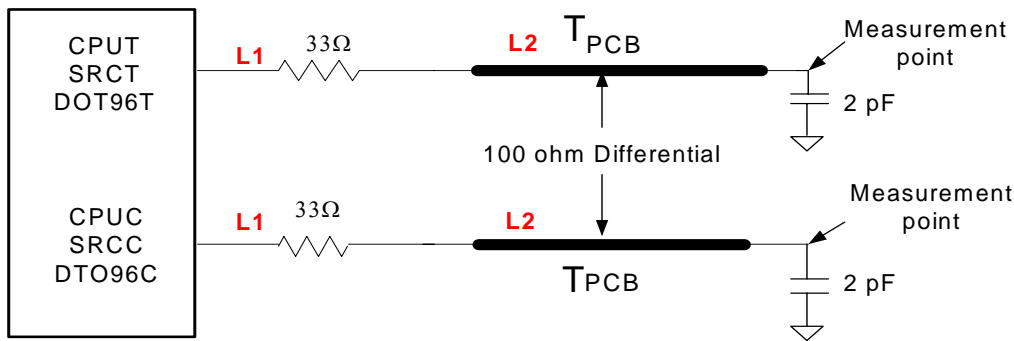 CPUT
SRCT
DOT96T
L1
33Ω
L2
TPCB
Measurement
point
2 pF
100 ohm Differential
CPUC
SRCC
DTO96C
L1
33Ω
L2
TPCB
Measurement
point
2 pF